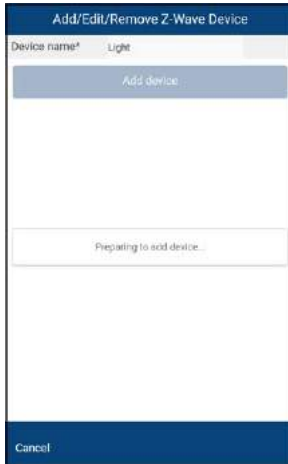 Add/Edit/Remove Z-Wave Device
Device name* Light
Add device
Preparing to add device...
Cancel